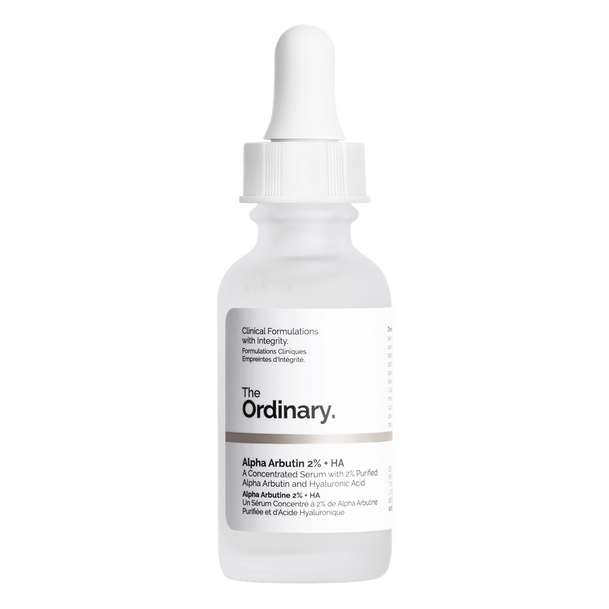 Clinical Formulations
with Integrity.
Formulations Cliniques
Empreintes d'Intégrité.
The
Ordinary.
Alpha Arbutin 2% + HA
A Concentrated Serum with 2% Purified
Alpha Arbutin and Hyaluronic Acid
Alpha Arbutine 2% + HA
Un Sérum Concentré à 2% de Alpha Arbutine
Purifiée et d'Acide Hyaluronique